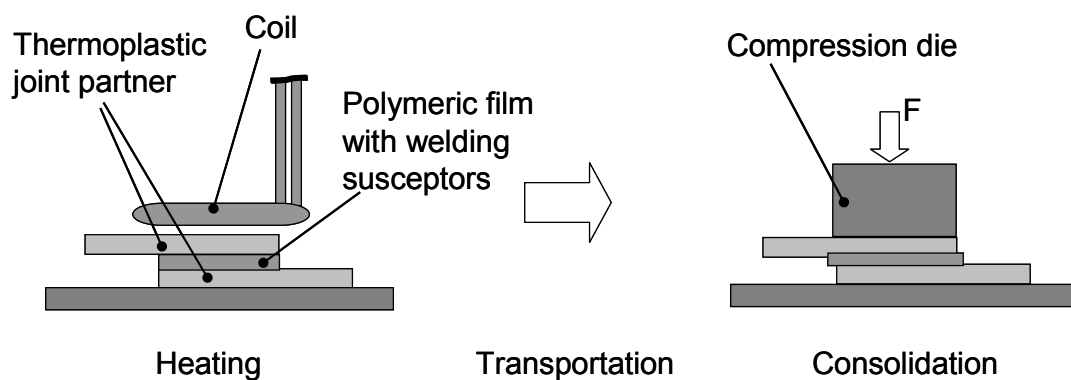 Coil
Thermoplastic
joint partner
Polymeric film
with welding
susceptors
Compression die
F
Heating
Transportation
Consolidation